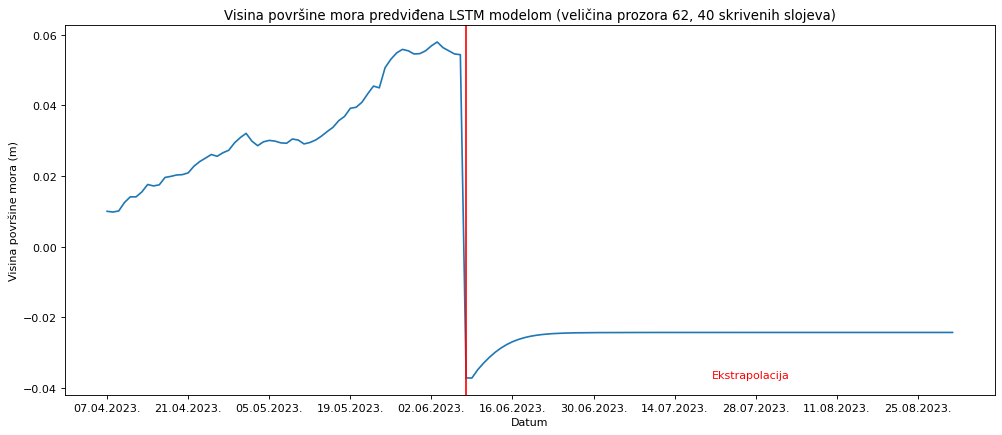 Visina površine mora predviđena LSTM modelom (veličina prozora 62, 40 skrivenih slojeva)
Visina površine mora (m)
0.06
0.04
0.02
0.00
−0.02
−0.04
Ekstrapolacija
07.04.2023. 21.04.2023. 05.05.2023. 19.05.2023. 02.06.2023. 16.06.2023. 30.06.2023. 14.07.2023. 28.07.2023. 11.08.2023. 25.08.2023.
Datum